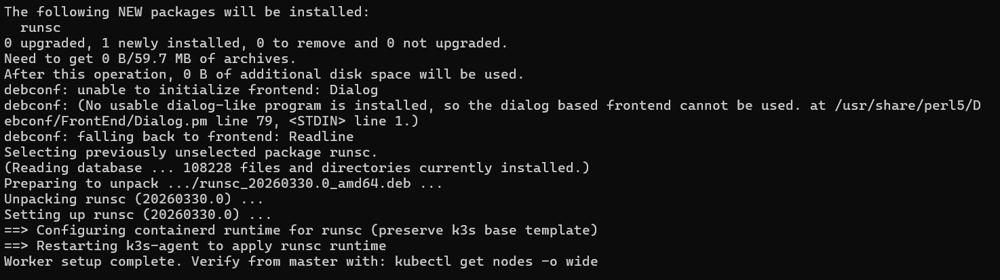 The following NEW packages will be installed:
  runsc
0 upgraded, 1 newly installed, 0 to remove and 0 not upgraded.
Need to get 0 B/59.7 MB of archives.
After this operation, 0 B of additional disk space will be used.
debconf: unable to initialize frontend: Dialog
debconf: (No usable dialog-like program is installed, so the dialog based frontend cannot be used. at /usr/share/perl5/D
ebconf/FrontEnd/Dialog.pm line 79, <STDIN> line 1.)
debconf: falling back to frontend: Readline
Selecting previously unselected package runsc.
(Reading database ... 108228 files and directories currently installed.)
Preparing to unpack .../runsc_20260330.0_amd64.deb ...
Unpacking runsc (20260330.0) ...
Setting up runsc (20260330.0) ...
==> Configuring containerd runtime for runsc (preserve k3s base template)
==> Restarting k3s-agent to apply runsc runtime
Worker setup complete. Verify from master with: kubectl get nodes -o wide